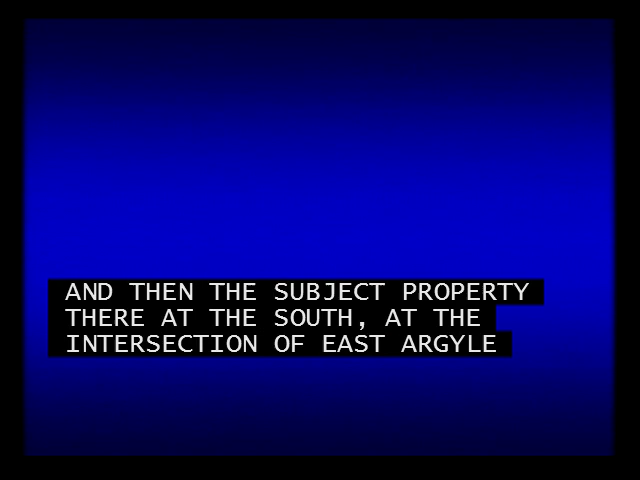 AND THEN THE SUBJECT PROPERTY
THERE AT THE SOUTH, AT THE
INTERSECTION OF EAST ARGYLE